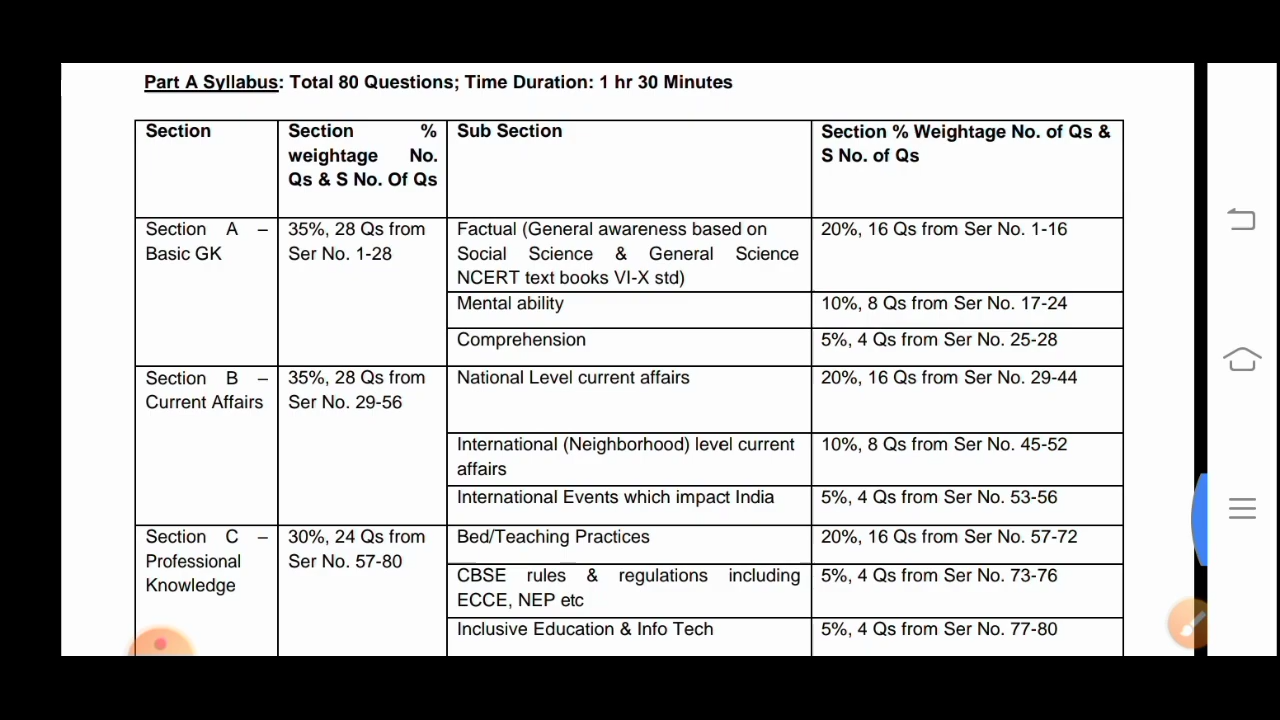 Part A Syllabus: Total 80 Questions; Time Duration: 1 hr 30 Minutes
Section
Section %
weightage No.
Qs & S No. Of Qs
Sub Section
Section % Weightage No. of Qs &
S No. of Qs
Section A –
Basic GK
35%, 28 Qs from
Ser No. 1-28
Factual (General awareness based on
Social Science & General Science
NCERT text books VI-X std)
20%, 16 Qs from Ser No. 1-16
Mental ability
10%, 8 Qs from Ser No. 17-24
Comprehension
5%, 4 Qs from Ser No. 25-28
Section B –
Current Affairs
35%, 28 Qs from
Ser No. 29-56
National Level current affairs
20%, 16 Qs from Ser No. 29-44
International (Neighborhood) level current
affairs
10%, 8 Qs from Ser No. 45-52
International Events which impact India
5%, 4 Qs from Ser No. 53-56
Section C –
Professional
Knowledge
30%, 24 Qs from
Ser No. 57-80
Bed/Teaching Practices
20%, 16 Qs from Ser No. 57-72
CBSE rules & regulations including
ECCE, NEP etc
5%, 4 Qs from Ser No. 73-76
Inclusive Education & Info Tech
5%, 4 Qs from Ser No. 77-80